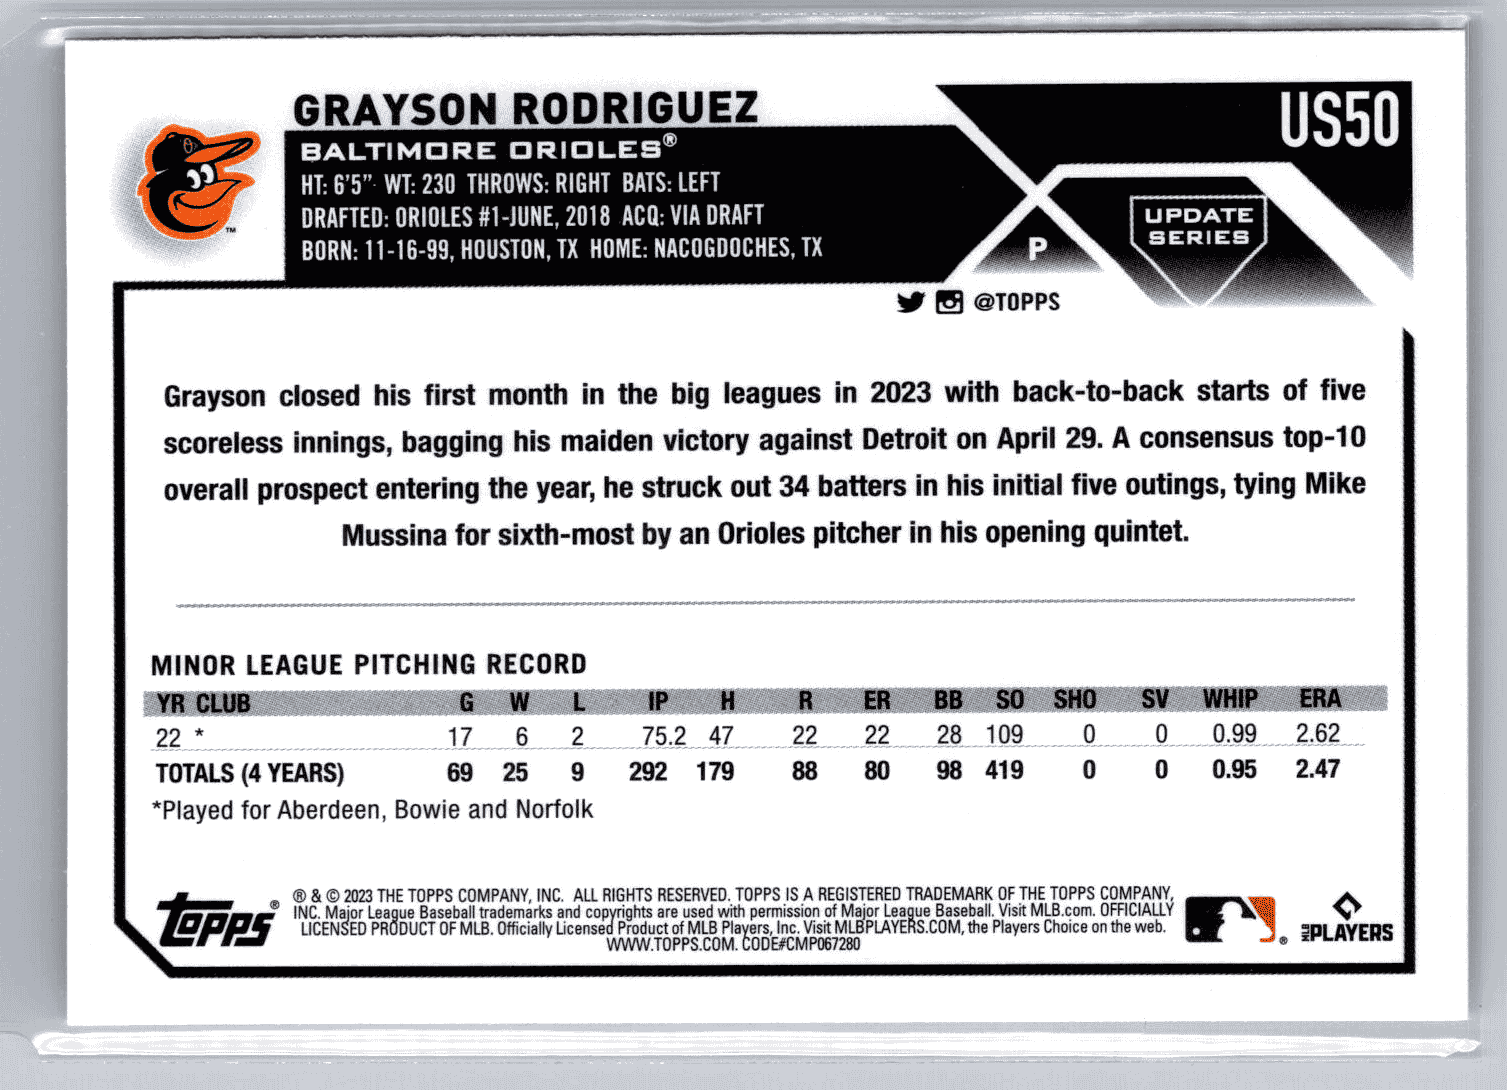 GRAYSON RODRIGUEZ
US50
BALTIMORE ORIOLES®
HT: 6'5" WT: 230 THROWS: RIGHT BATS: LEFT
DRAFTED: ORIOLES #1-JUNE, 2018 ACQ: VIA DRAFT
BORN: 11-16-99, HOUSTON, TX HOME: NACOGDOCHES, TX
P
UPDATE
SERIES
TM
@TOPPS
Grayson closed his first month in the big leagues in 2023 with back-to-back starts of five
scoreless innings, bagging his maiden victory against Detroit on April 29. A consensus top-10
overall prospect entering the year, he struck out 34 batters in his initial five outings, tying Mike
Mussina for sixth-most by an Orioles pitcher in his opening quintet.
MINOR LEAGUE PITCHING RECORD
YR CLUB G W L IP H R ER BB SO SHO SV WHIP ERA
22 * 17 6 2 75.2 47 22 22 28 109 0 0 0.99 2.62
TOTALS (4 YEARS) 69 25 9 292 179 88 80 98 419 0 0 0.95 2.47
*Played for Aberdeen, Bowie and Norfolk
TOPPS®
® & © 2023 THE TOPPS COMPANY, INC. ALL RIGHTS RESERVED. TOPPS IS A REGISTERED TRADEMARK OF THE TOPPS COMPANY,
INC. Major League Baseball trademarks and copyrights are used with permission of Major League Baseball. Visit MLB.com. OFFICIALLY
LICENSED PRODUCT OF MLB. Officially Licensed Product of MLB Players, Inc. Visit MLBPLAYERS.COM, the Players Choice on the web.
WWW.TOPPS.COM. CODE#CMP067280
®
MLB PLAYERS